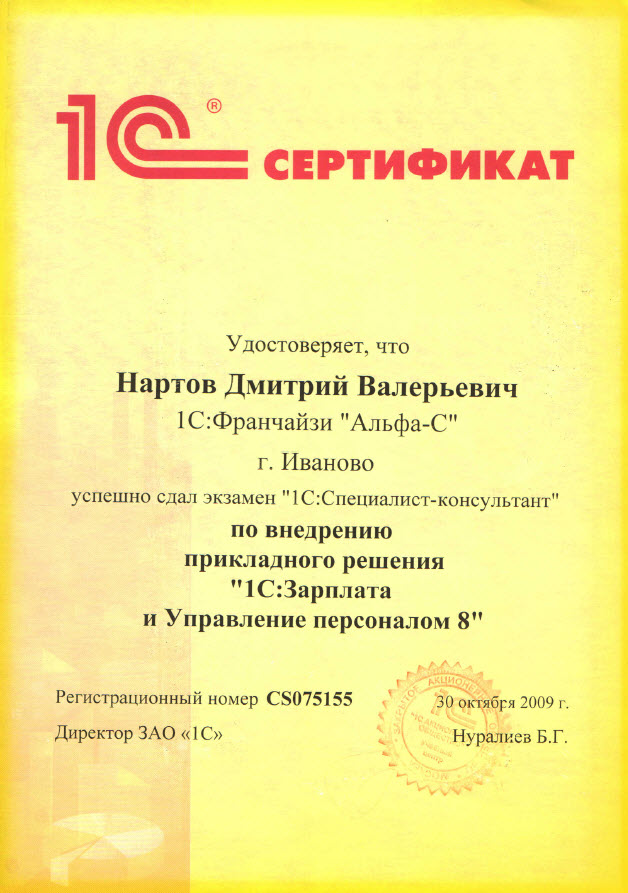 1С® СЕРТИФИКАТ
Удостоверяет, что
Нартов Дмитрий Валерьевич
1С:Франчайзи "Альфа-С"
г. Иваново
успешно сдал экзамен "1С:Специалист-консультант"
по внедрению
прикладного решения
"1С:Зарплата
и Управление персоналом 8"
Регистрационный номер CS075155
30 октября 2009 г.
Директор ЗАО «1С»
Нуралиев Б.Г.